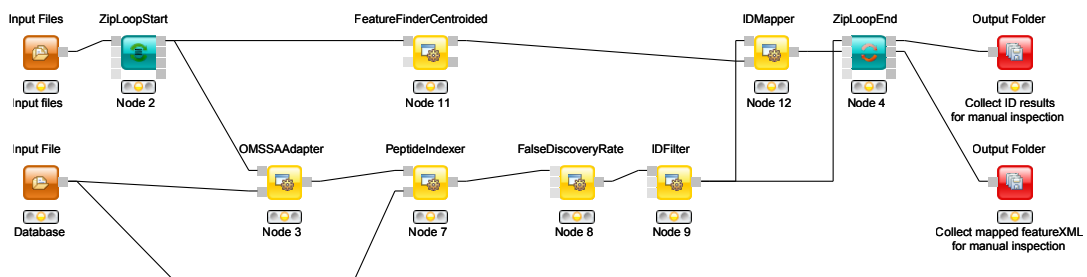 Input Files
ZipLoopStart
FeatureFinderCentroided
IDMapper
ZipLoopEnd
Output Folder
Input files
Node 2
Node 11
Node 12
Node 4
Collect ID results
for manual inspection
Input File
OMSSAAdapter
PeptideIndexer
FalseDiscoveryRate
IDFilter
Output Folder
Database
Node 3
Node 7
Node 8
Node 9
Collect mapped featureXML
for manual inspection